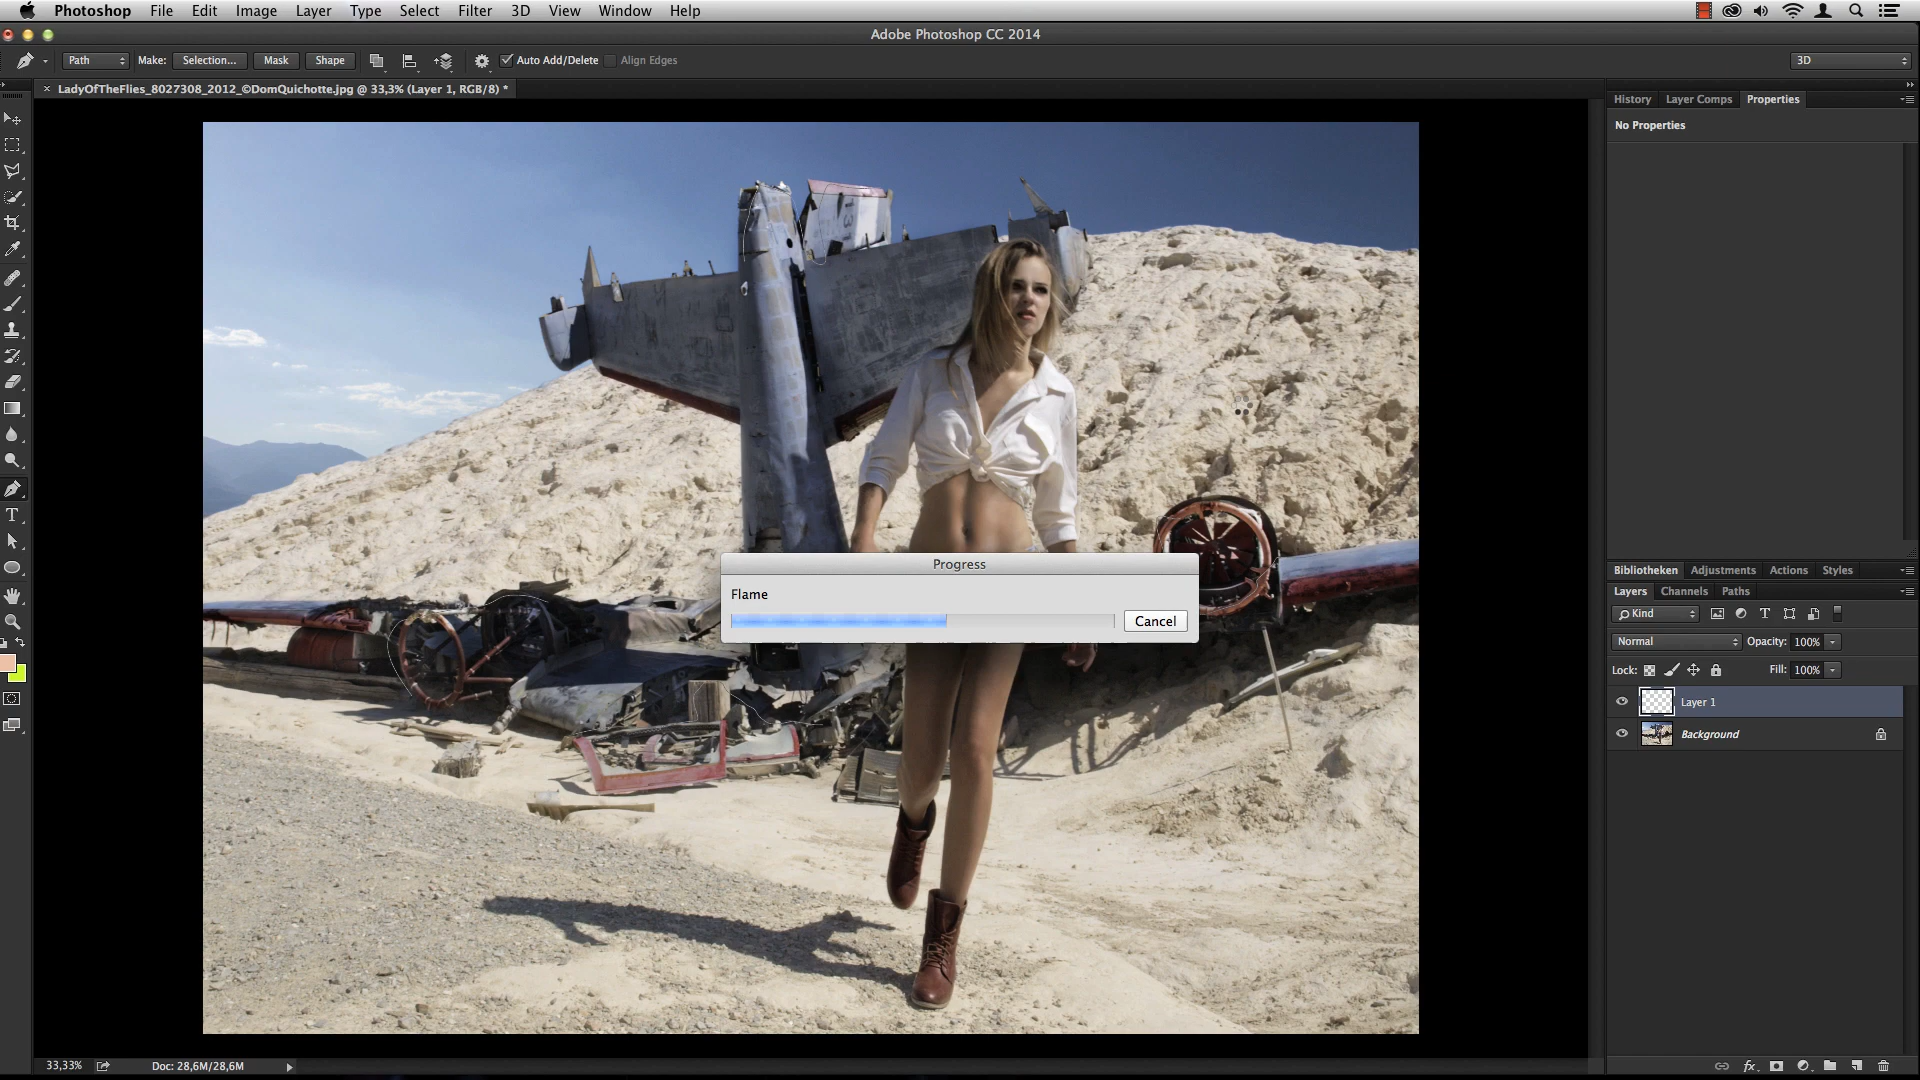 Photoshop File Edit Image Layer Type Select Filter 3D View Window Help
Adobe Photoshop CC 2014
Path Make: Selection... Mask Shape Auto Add/Delete Align Edges 3D
× LadyOfTheFlies_8027308_2012_©DomQuichotte.jpg @ 33,3% (Layer 1, RGB/8) *
History Layer Comps Properties
No Properties
Progress
Flame
Cancel
Bibliotheken Adjustments Actions Styles
Layers Channels Paths
Kind
Normal Opacity: 100%
Lock: Fill: 100%
Layer 1
Background
33,33% Doc: 28,6M/28,6M